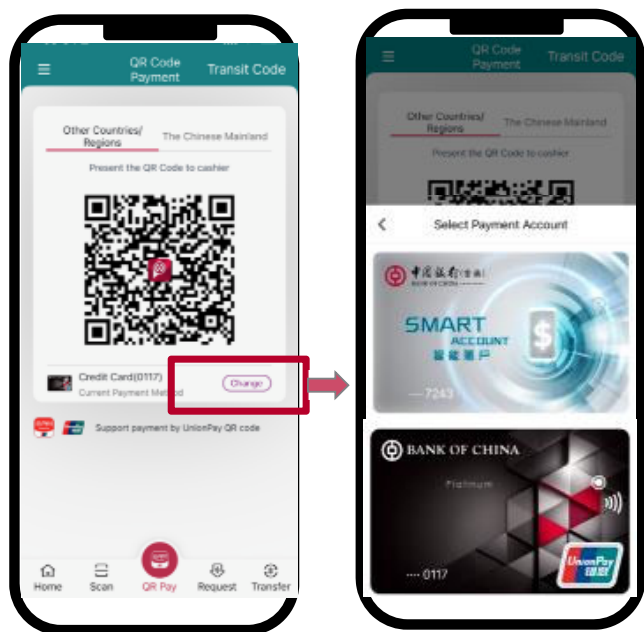 QR Code
Payment
Transit Code
Other Countries/
Regions
The Chinese Mainland
Present the QR Code to cashier
Credit Card(0117)
Current Payment Method
Change
Support payment by UnionPay QR code
Home
Scan
QR Pay
Request
Transfer
QR Code
Payment
Transit Code
Other Countries/
Regions
The Chinese Mainland
Present the QR Code to cashier
Select Payment Account
中國銀行(香港)
BANK OF CHINA
SMART
ACCOUNT
智能賬戶
···· 7243
BANK OF CHINA
Platinum
···· 0117
UnionPay
银联